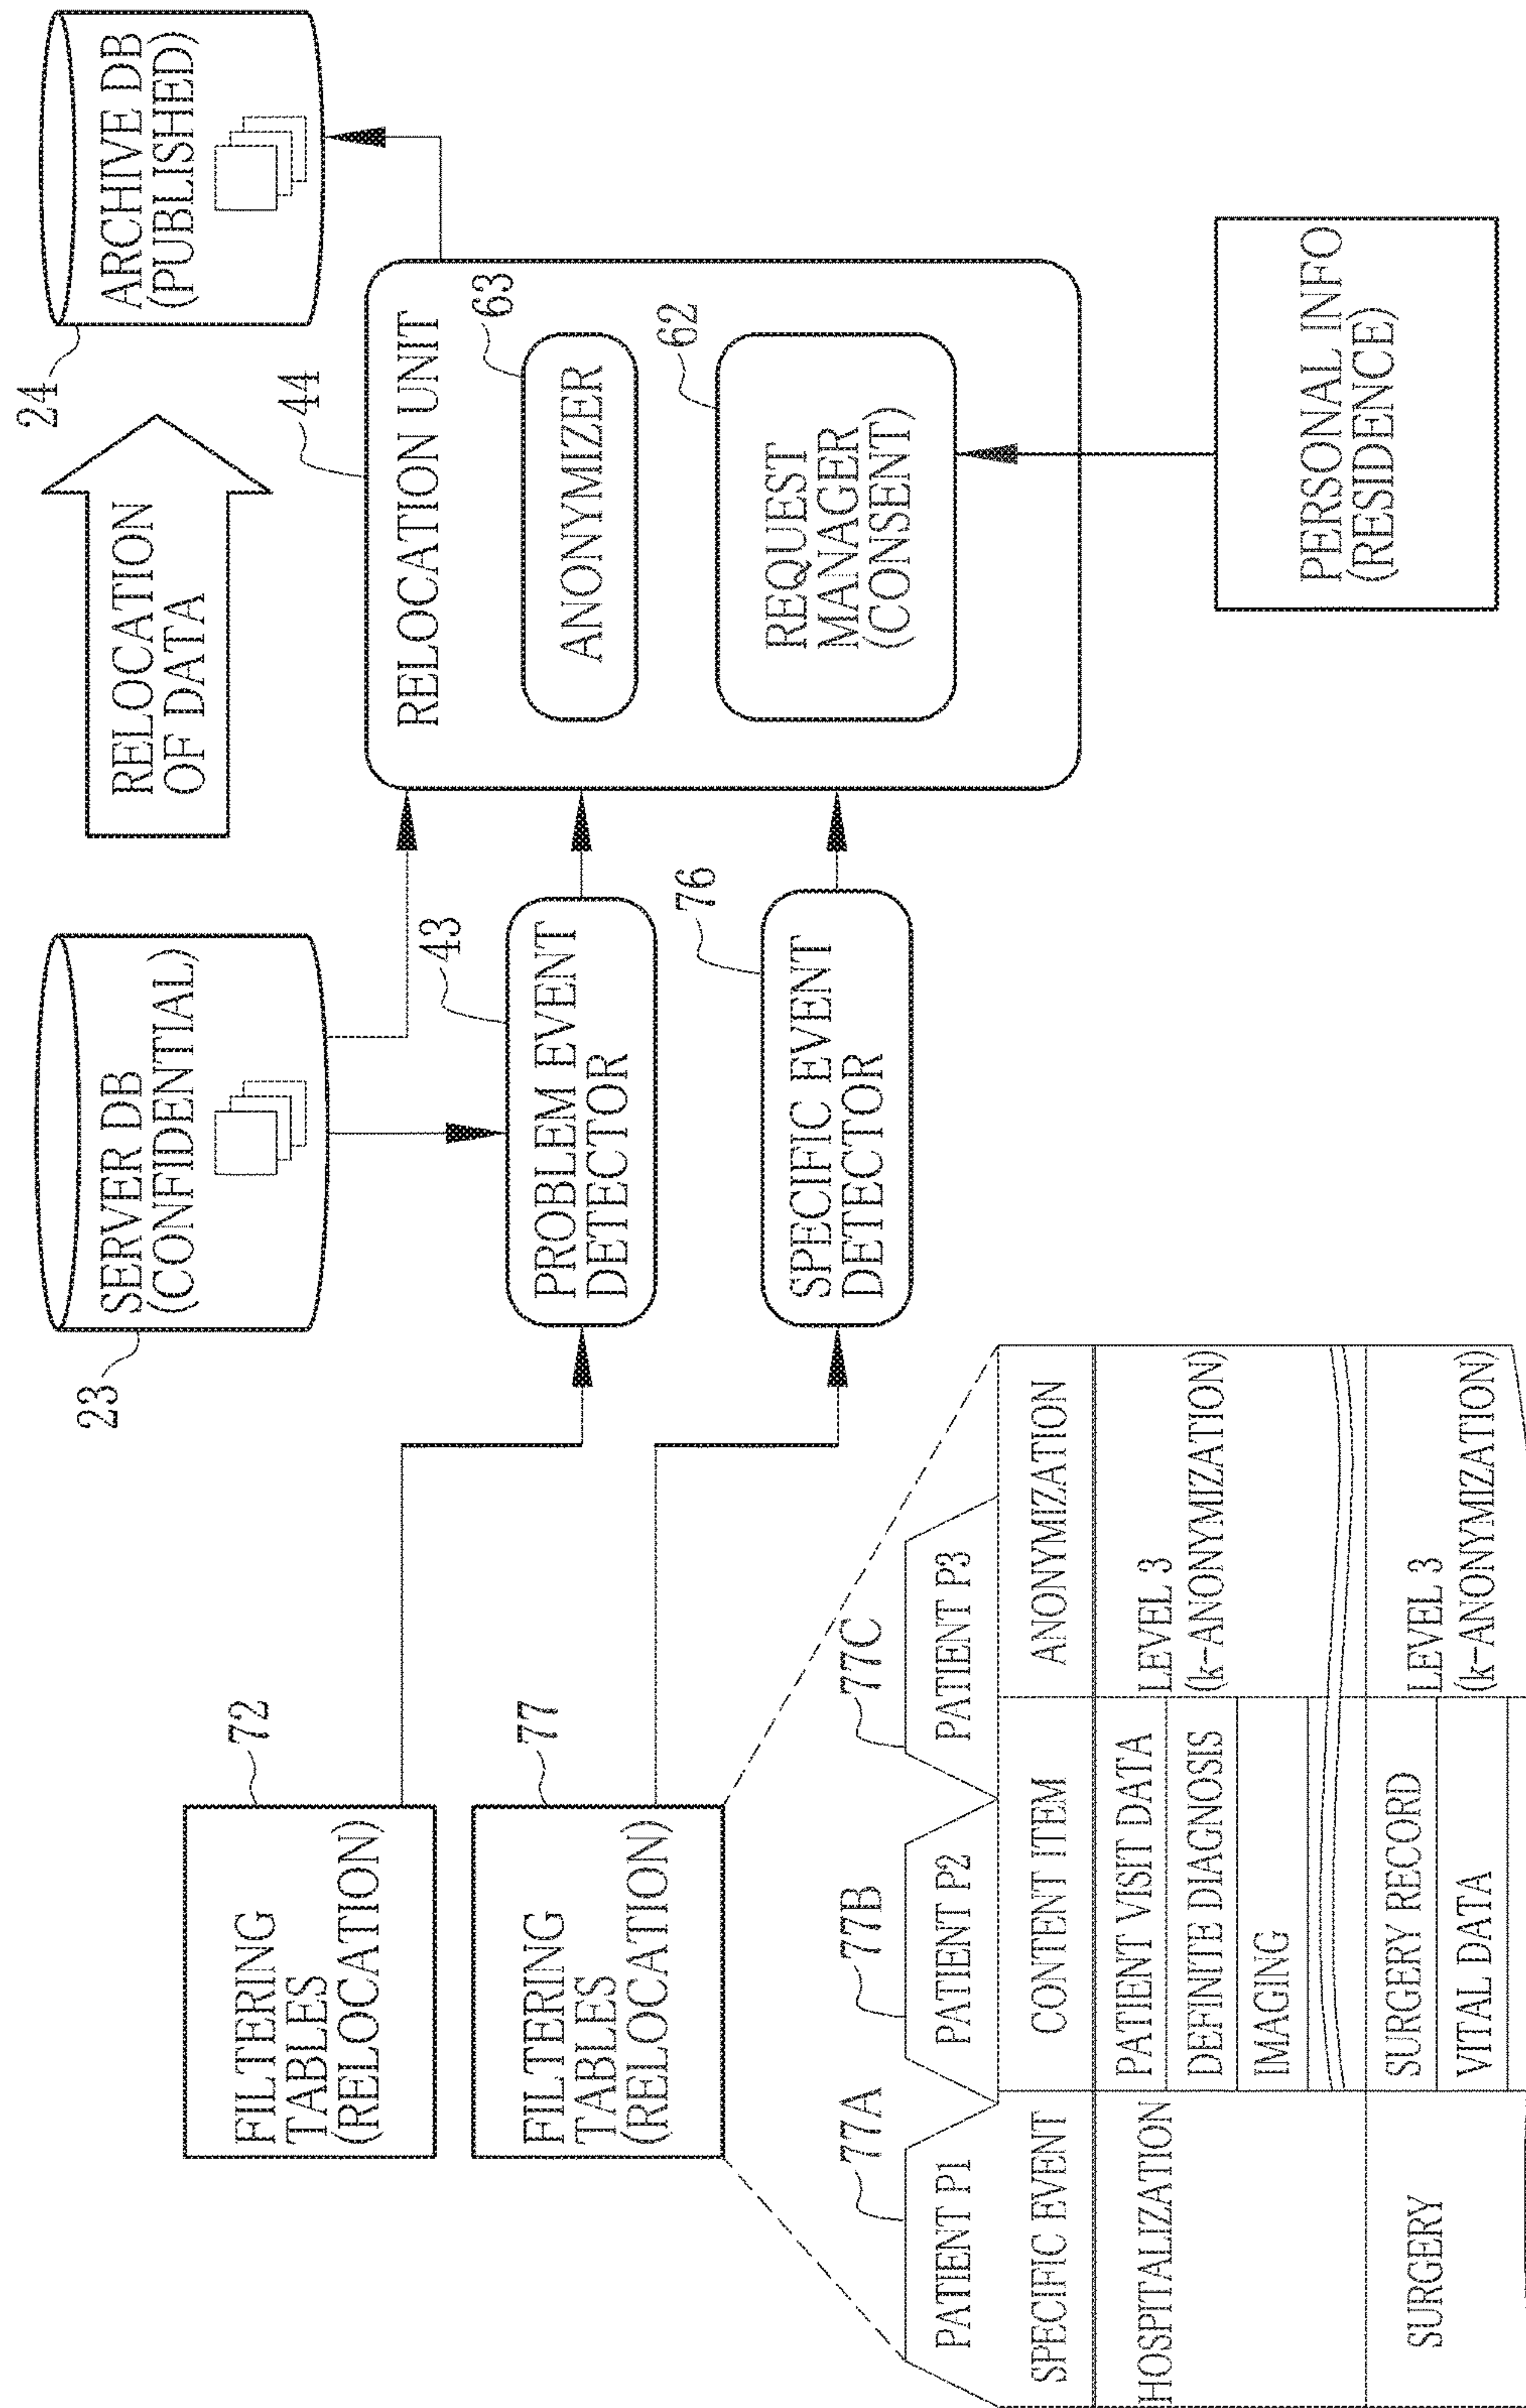 24
ARCHIVE DB
(PUBLISHED)
RELOCATION
OF DATA
23
SERVER DB
(CONFIDENTIAL)
44
RELOCATION UNIT
63
ANONYMIZER
62
REQUEST
MANAGER
(CONSENT)
PERSONAL INFO
(RESIDENCE)
43
PROBLEM EVENT
DETECTOR
76
SPECIFIC EVENT
DETECTOR
72
FILTERING
TABLES
(RELOCATION)
77
FILTERING
TABLES
(RELOCATION)
77A
77B
77C
PATIENT P1
PATIENT P2
PATIENT P3
SPECIFIC EVENT
CONTENT ITEM
ANONYMIZATION
HOSPITALIZATION
PATIENT VISIT DATA
DEFINITE DIAGNOSIS
IMAGING
LEVEL 3
(k-ANONYMIZATION)
SURGERY
SURGERY RECORD
VITAL DATA
LEVEL 3
(k-ANONYMIZATION)